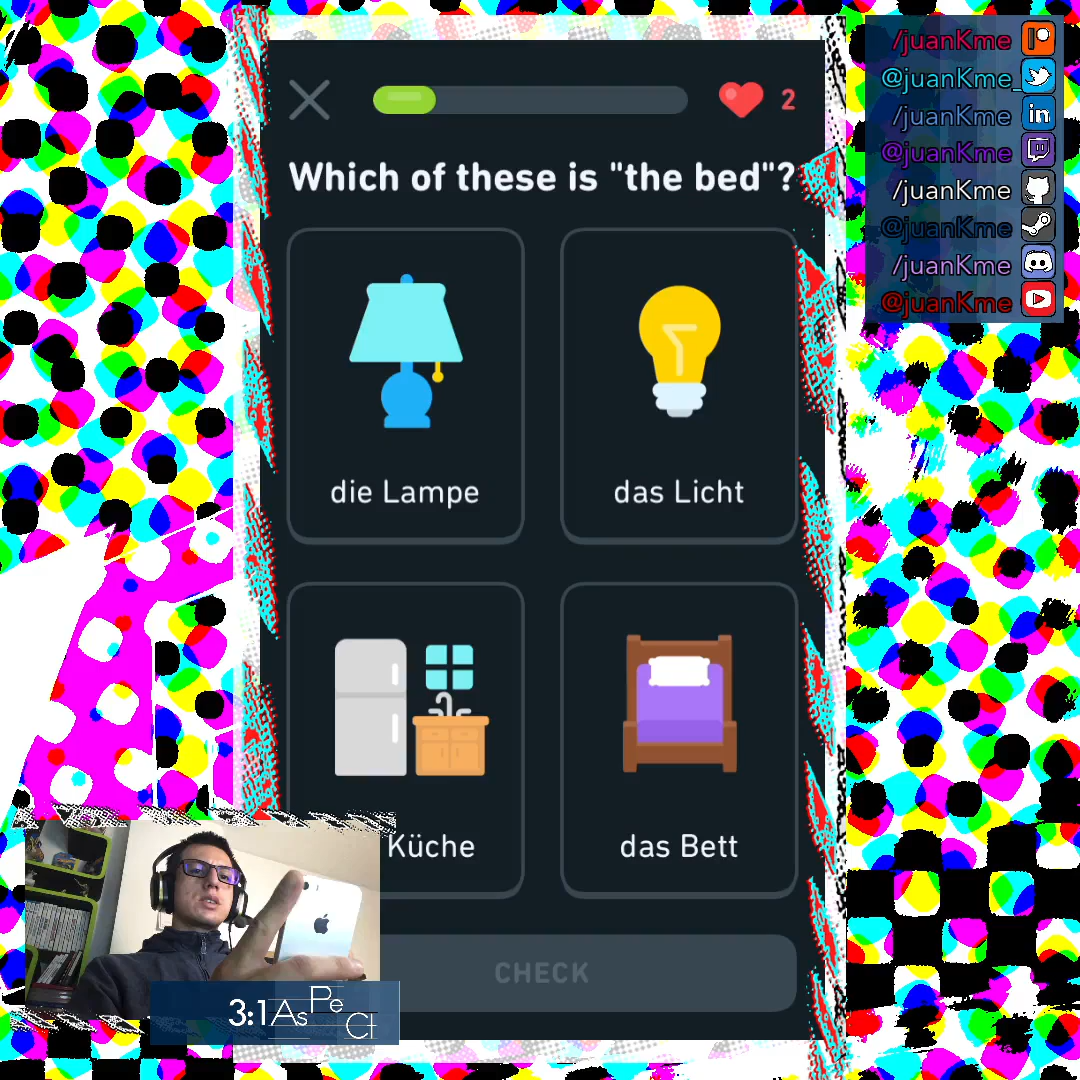 /juanKme
@juanKme_
/juanKme
@juanKme
/juanKme
@juanKme
/juanKme
@juanKme
2
Which of these is "the bed"?
die Lampe
das Licht
Küche
das Bett
CHECK
3:1AsPeCt